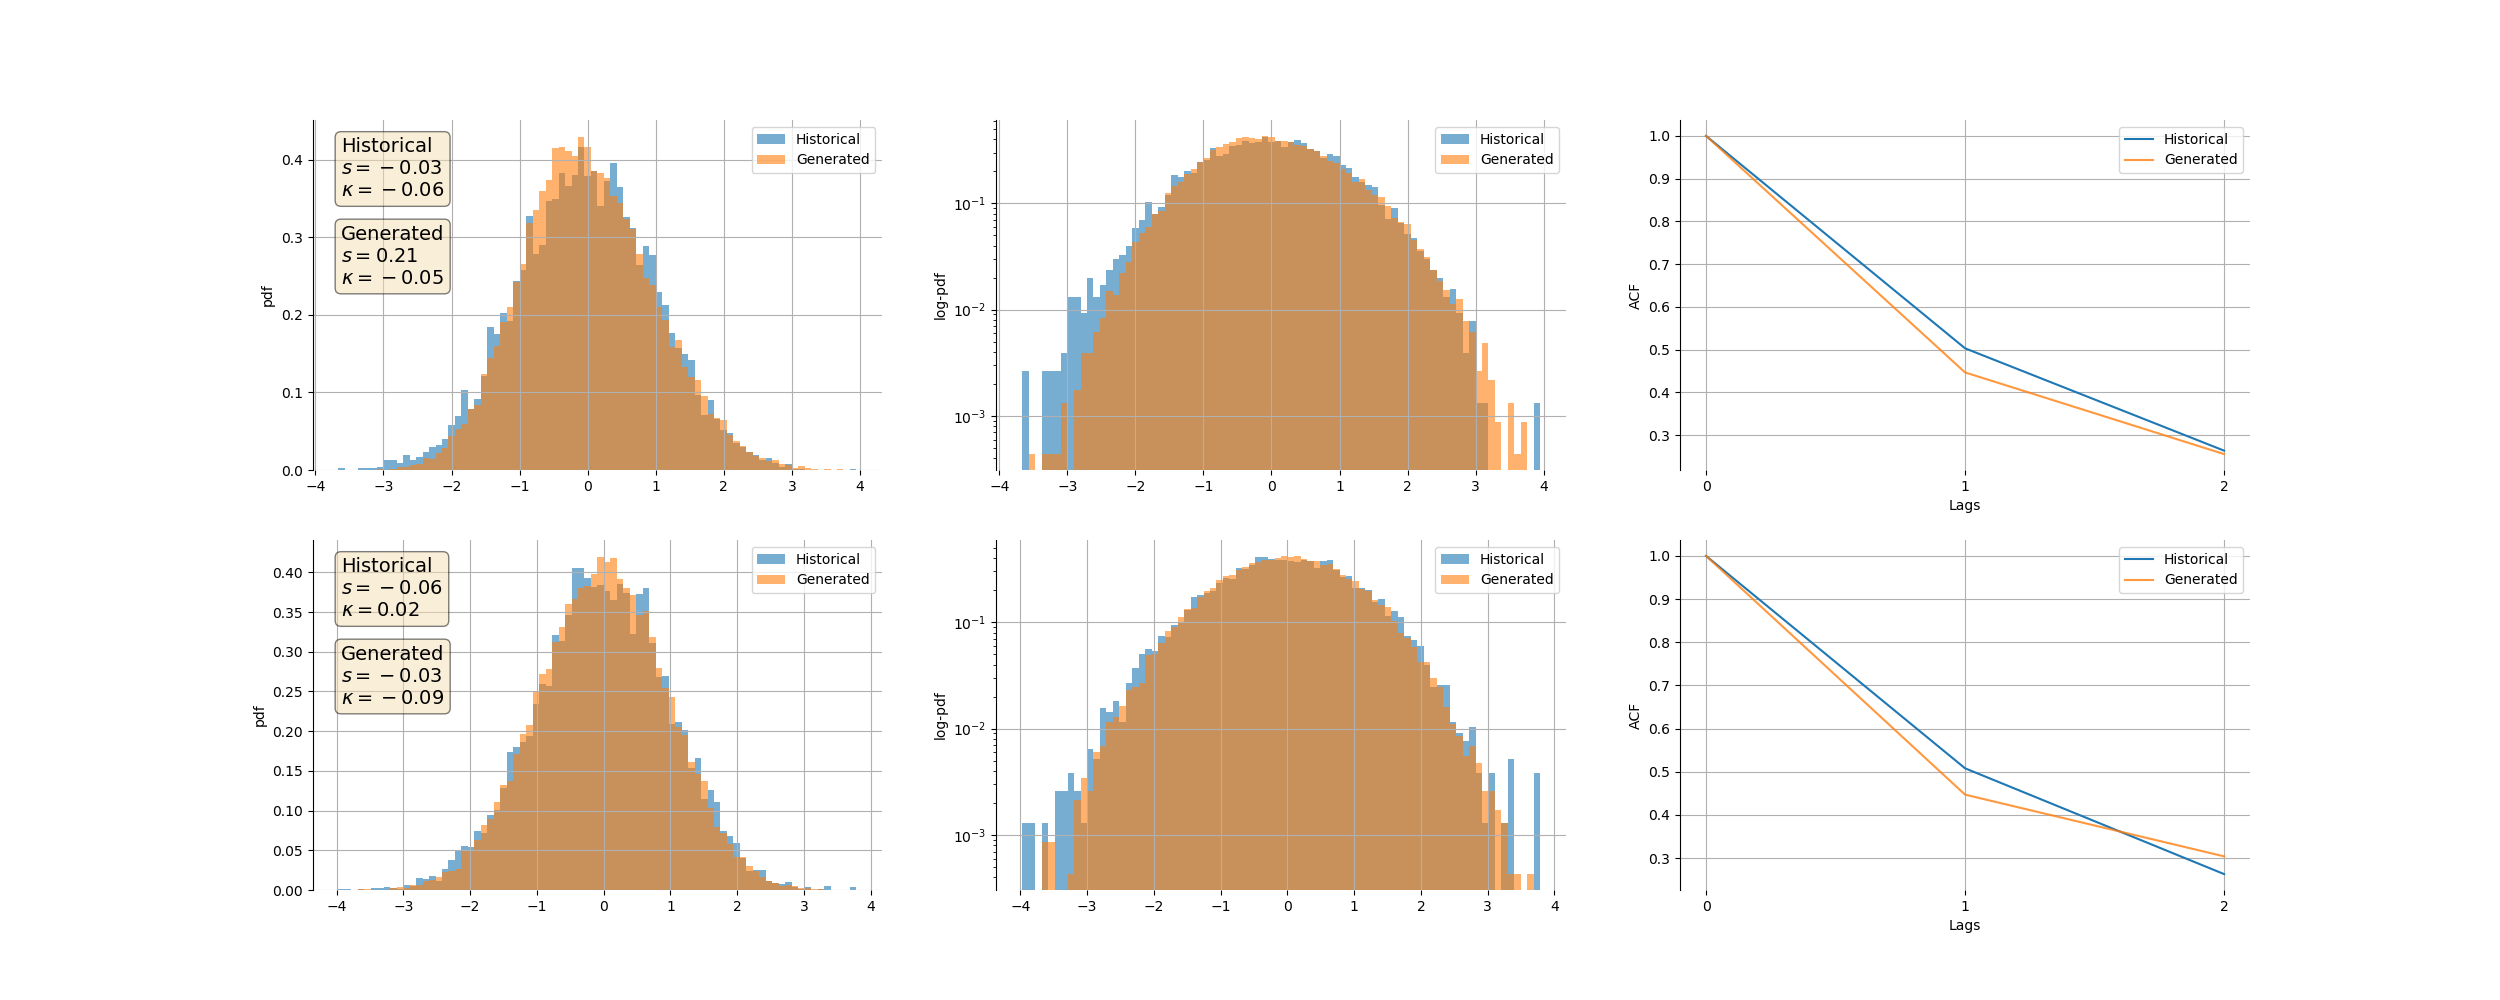 Historical
s = −0.03
κ = −0.06
Generated
s = 0.21
κ = −0.05
Historical
Generated
pdf
0.4
0.3
0.2
0.1
0.0
−4 −3 −2 −1 0 1 2 3 4
Historical
Generated
log-pdf
10⁻¹
10⁻²
10⁻³
−4 −3 −2 −1 0 1 2 3 4
Historical
Generated
ACF
1.0
0.9
0.8
0.7
0.6
0.5
0.4
0.3
0 1 2
Lags
Historical
s = −0.06
κ = 0.02
Generated
s = −0.03
κ = −0.09
Historical
Generated
pdf
0.40
0.35
0.30
0.25
0.20
0.15
0.10
0.05
0.00
−4 −3 −2 −1 0 1 2 3 4
Historical
Generated
log-pdf
10⁻¹
10⁻²
10⁻³
−4 −3 −2 −1 0 1 2 3 4
Historical
Generated
ACF
1.0
0.9
0.8
0.7
0.6
0.5
0.4
0.3
0 1 2
Lags